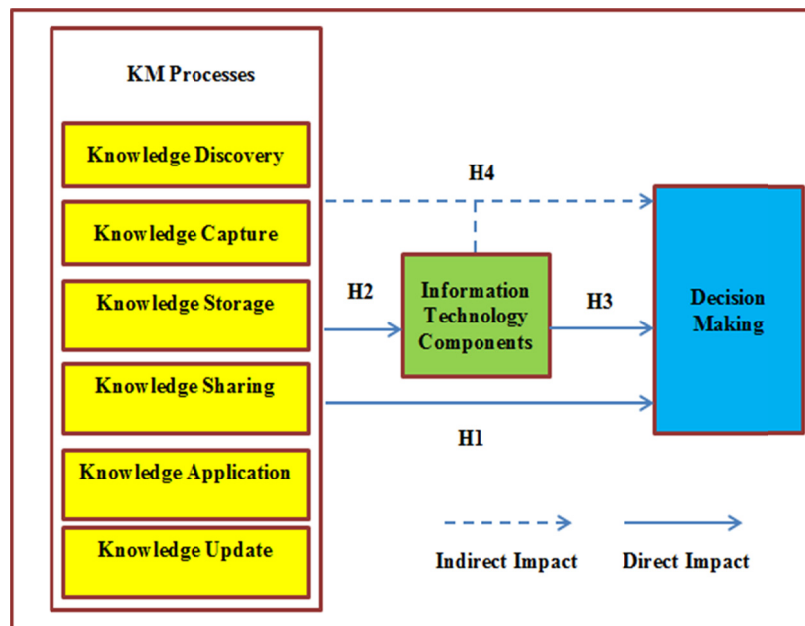 KM Processes
Knowledge Discovery
Knowledge Capture
Knowledge Storage
Knowledge Sharing
Knowledge Application
Knowledge Update
H4
H2
Information
Technology
Components
H3
Decision
Making
H1
Indirect Impact
Direct Impact